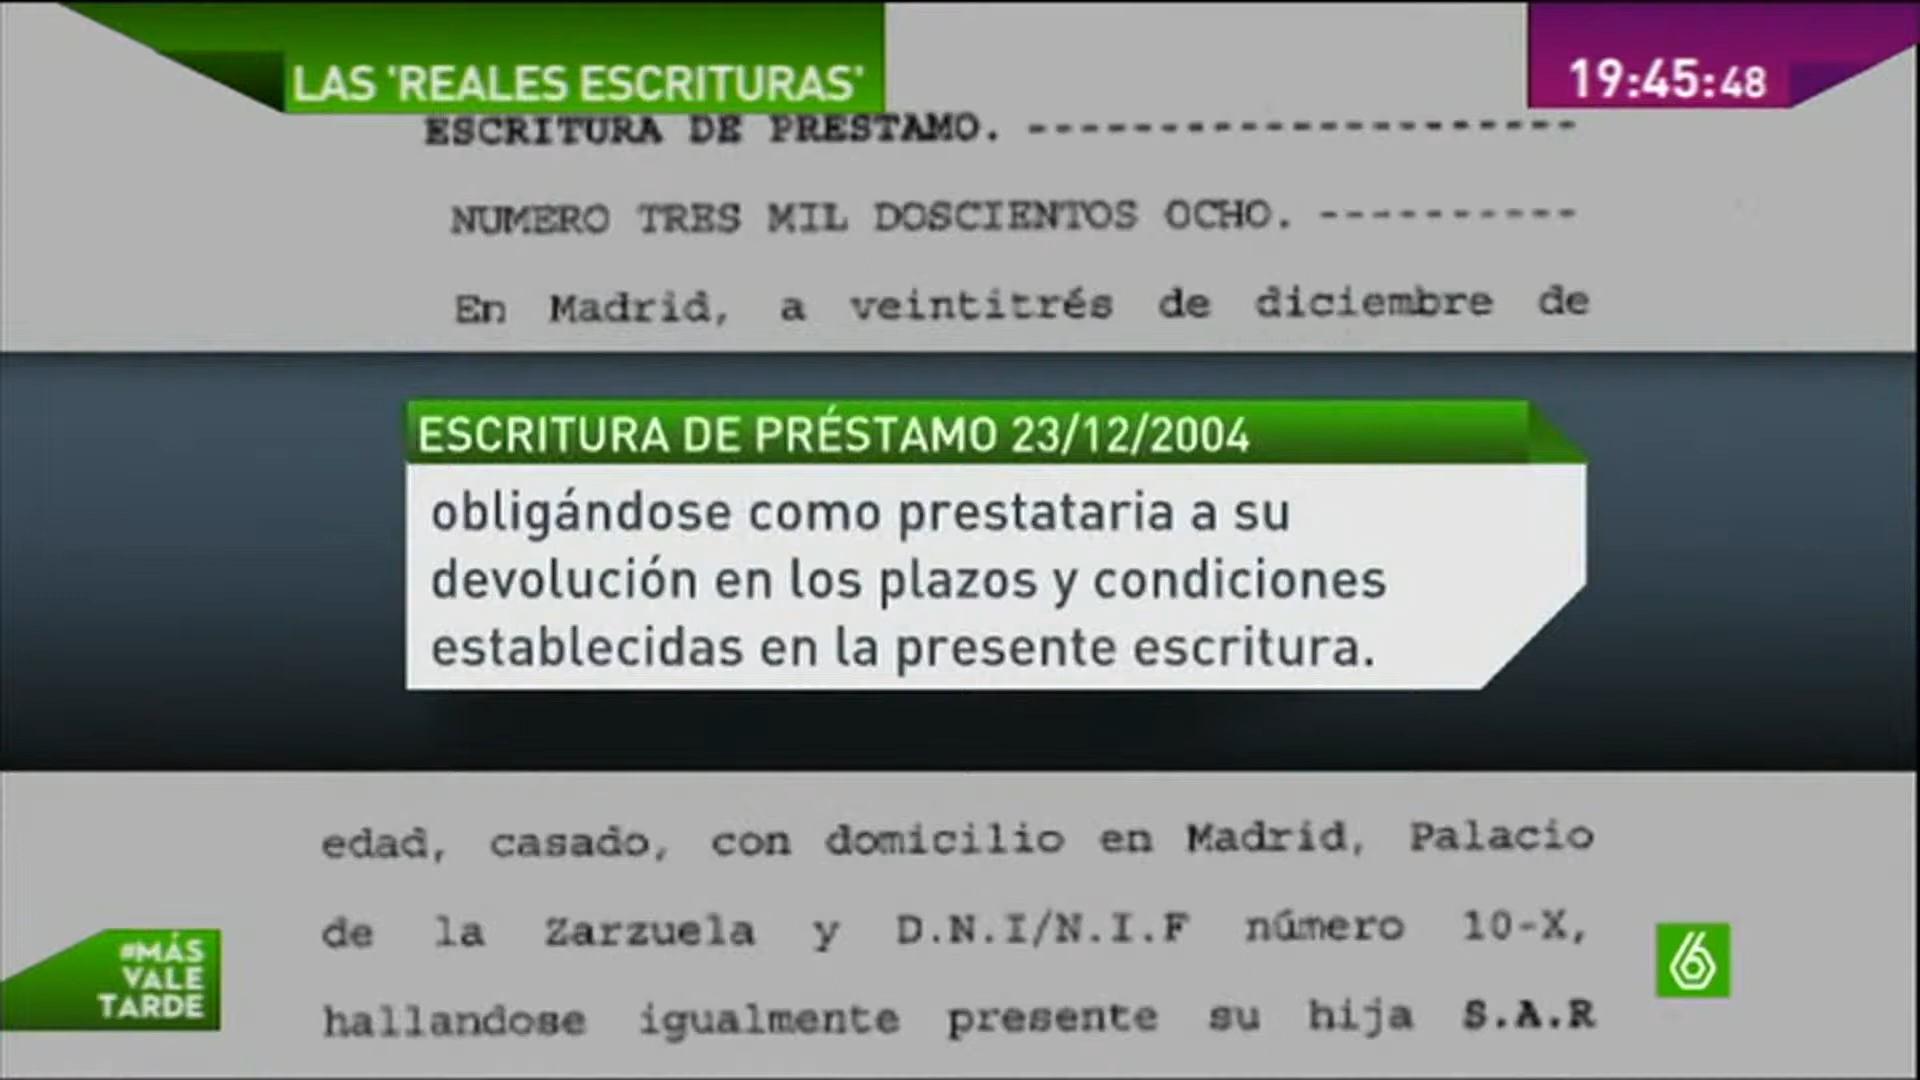 LAS 'REALES ESCRITURAS'
19:45:48
ESCRITURA DE PRESTAMO. ---------------------
NUMERO TRES MIL DOSCIENTOS OCHO. ----------
En Madrid, a veintitrés de diciembre de
ESCRITURA DE PRÉSTAMO 23/12/2004
obligándose como prestataria a su
devolución en los plazos y condiciones
establecidas en la presente escritura.
edad, casado, con domicilio en Madrid, Palacio
de la Zarzuela y D.N.I/N.I.F número 10-X,
hallandose igualmente presente su hija S.A.R
#MÁS
VALE
TARDE
6